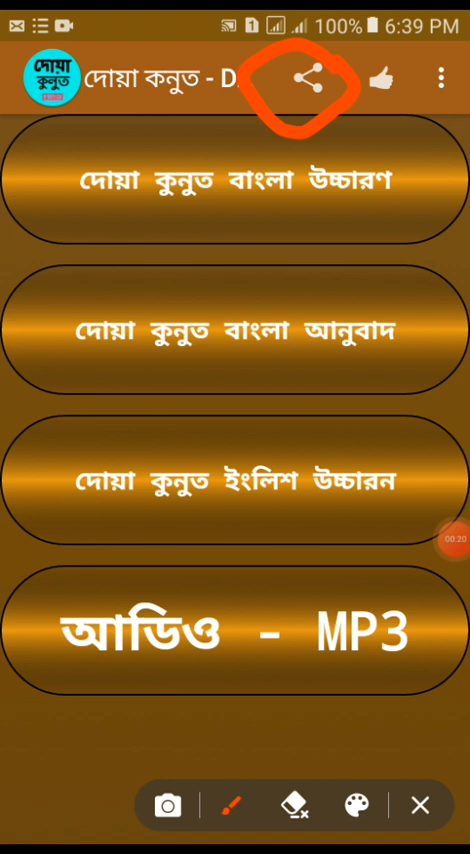 100% 6:39 PM
দোয়া কুনুত
দোয়া কনুত - D
দোয়া কুনুত বাংলা উচ্চারণ
দোয়া কুনুত বাংলা আনুবাদ
দোয়া কুনুত ইংলিশ উচ্চারন
00:20
আডিও - MP3